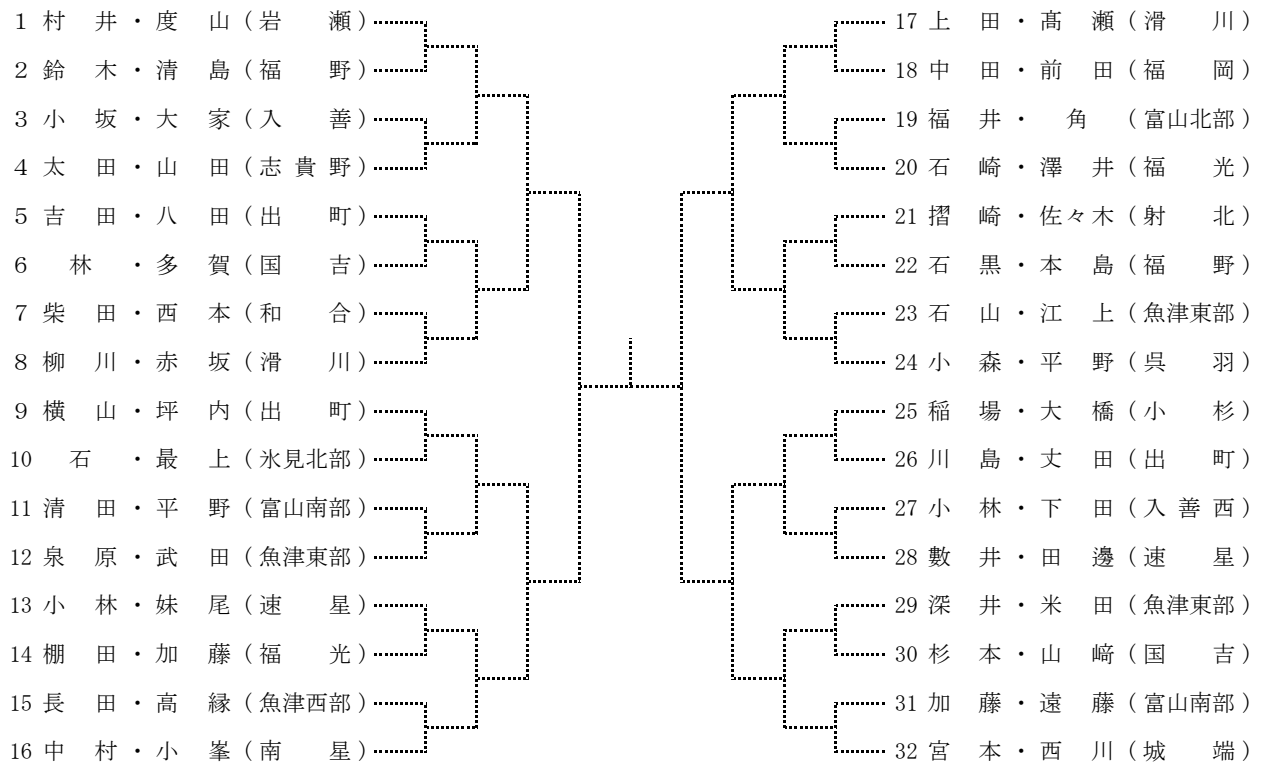 1 村 井・度 山(岩 瀬)
2 鈴 木・清 島(福 野)
3 小 坂・大 家(入 善)
4 太 田・山 田(志 貴 野)
5 吉 田・八 田(出 町)
6 林 ・多 賀(国 吉)
7 柴 田・西 本(和 合)
8 柳 川・赤 坂(滑 川)
9 横 山・坪 内(出 町)
10 石 ・最 上(氷見北部)
11 清 田・平 野(富山南部)
12 泉 原・武 田(魚津東部)
13 小 林・妹 尾(速 星)
14 棚 田・加 藤(福 光)
15 長 田・高 縁(魚津西部)
16 中 村・小 峯(南 星)
17 上 田・髙 瀬(滑 川)
18 中 田・前 田(福 岡)
19 福 井・ 角 (富山北部)
20 石 崎・澤 井(福 光)
21 摺 崎・佐々木(射 北)
22 石 黒・本 島(福 野)
23 石 山・江 上(魚津東部)
24 小 森・平 野(呉 羽)
25 稲 場・大 橋(小 杉)
26 川 島・丈 田(出 町)
27 小 林・下 田(入 善 西)
28 數 井・田 邊(速 星)
29 深 井・米 田(魚津東部)
30 杉 本・山 﨑(国 吉)
31 加 藤・遠 藤(富山南部)
32 宮 本・西 川(城 端)